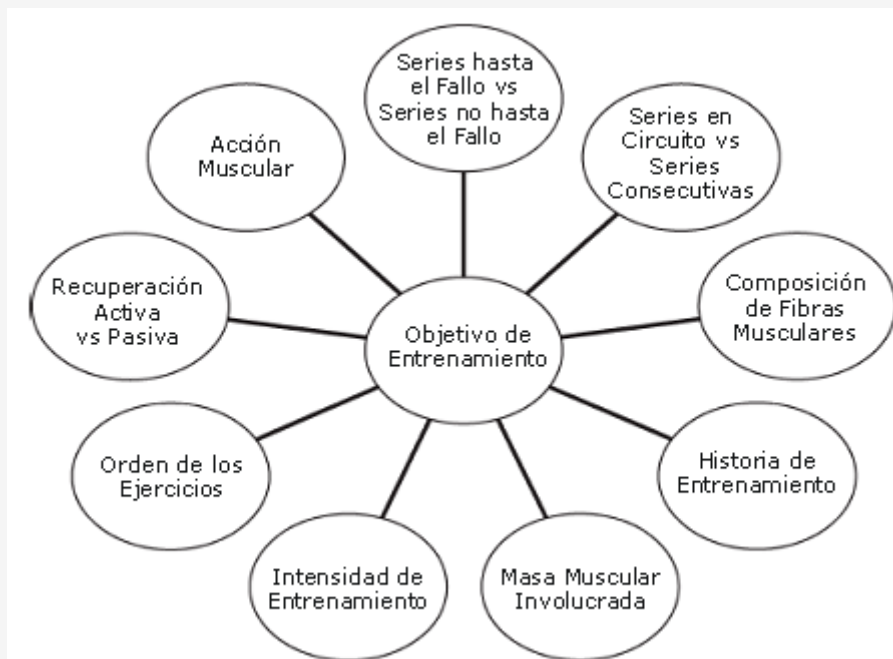 Series hasta
el Fallo vs
Series no hasta
el Fallo
Series en
Circuito vs
Series
Consecutivas
Acción
Muscular
Recuperación
Activa
vs Pasiva
Composición
de Fibras
Musculares
Objetivo de
Entrenamiento
Orden de los
Ejercicios
Historia de
Entrenamiento
Intensidad de
Entrenamiento
Masa Muscular
Involucrada